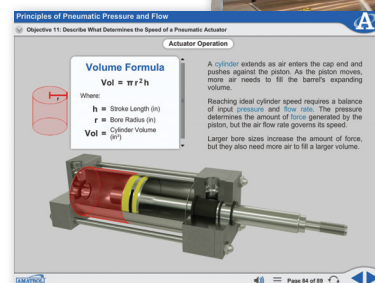 Principles of Pneumatic Pressure and Flow
Objective 11: Describe What Determines the Speed of a Pneumatic Actuator
Actuator Operation
Volume Formula
Vol = π r² h
Where:
h = Stroke Length (in)
r = Bore Radius (in)
Vol = Cylinder Volume (in³)
r
A cylinder extends as air enters the cap end and
pushes against the piston. As the piston moves,
more air needs to fill the barrel's expanding
volume.
Reaching ideal cylinder speed requires a balance
of input pressure and flow rate. The pressure
determines the amount of force generated by the
piston, but the air flow rate governs its speed.
Larger bore sizes increase the amount of force,
but they also need more air to fill a larger volume.
AMATROL
Page 84 of 89
A